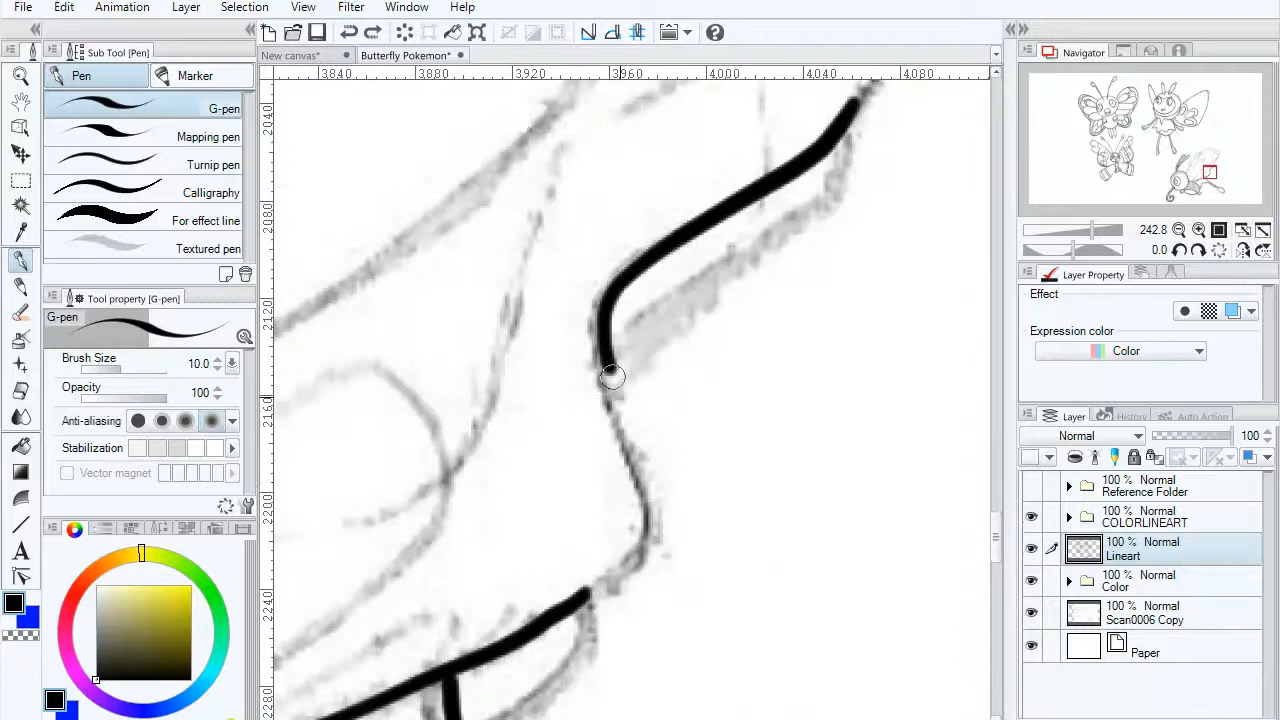 File Edit Animation Layer Selection View Filter Window Help
Sub Tool [Pen]
Pen Marker
G-pen
Mapping pen
Turnip pen
Calligraphy
For effect line
Textured pen
Tool property [G-pen]
G-pen
Brush Size 10.0
Opacity 100
Anti-aliasing
Stabilization
Vector magnet
New canvas* Butterfly Pokemon*
3840 3880 3920 3960 4000 4040 4080
2040
2080
2120
2160
2200
2240
2280
Navigator
242.8
0.0
Layer Property
Effect
Expression color
Color
Layer History Auto Action
Normal 100
100 % Normal
Reference Folder
100 % Normal
COLORLINEART
100 % Normal
Lineart
100 % Normal
Color
100 % Normal
Scan0006 Copy
Paper
A